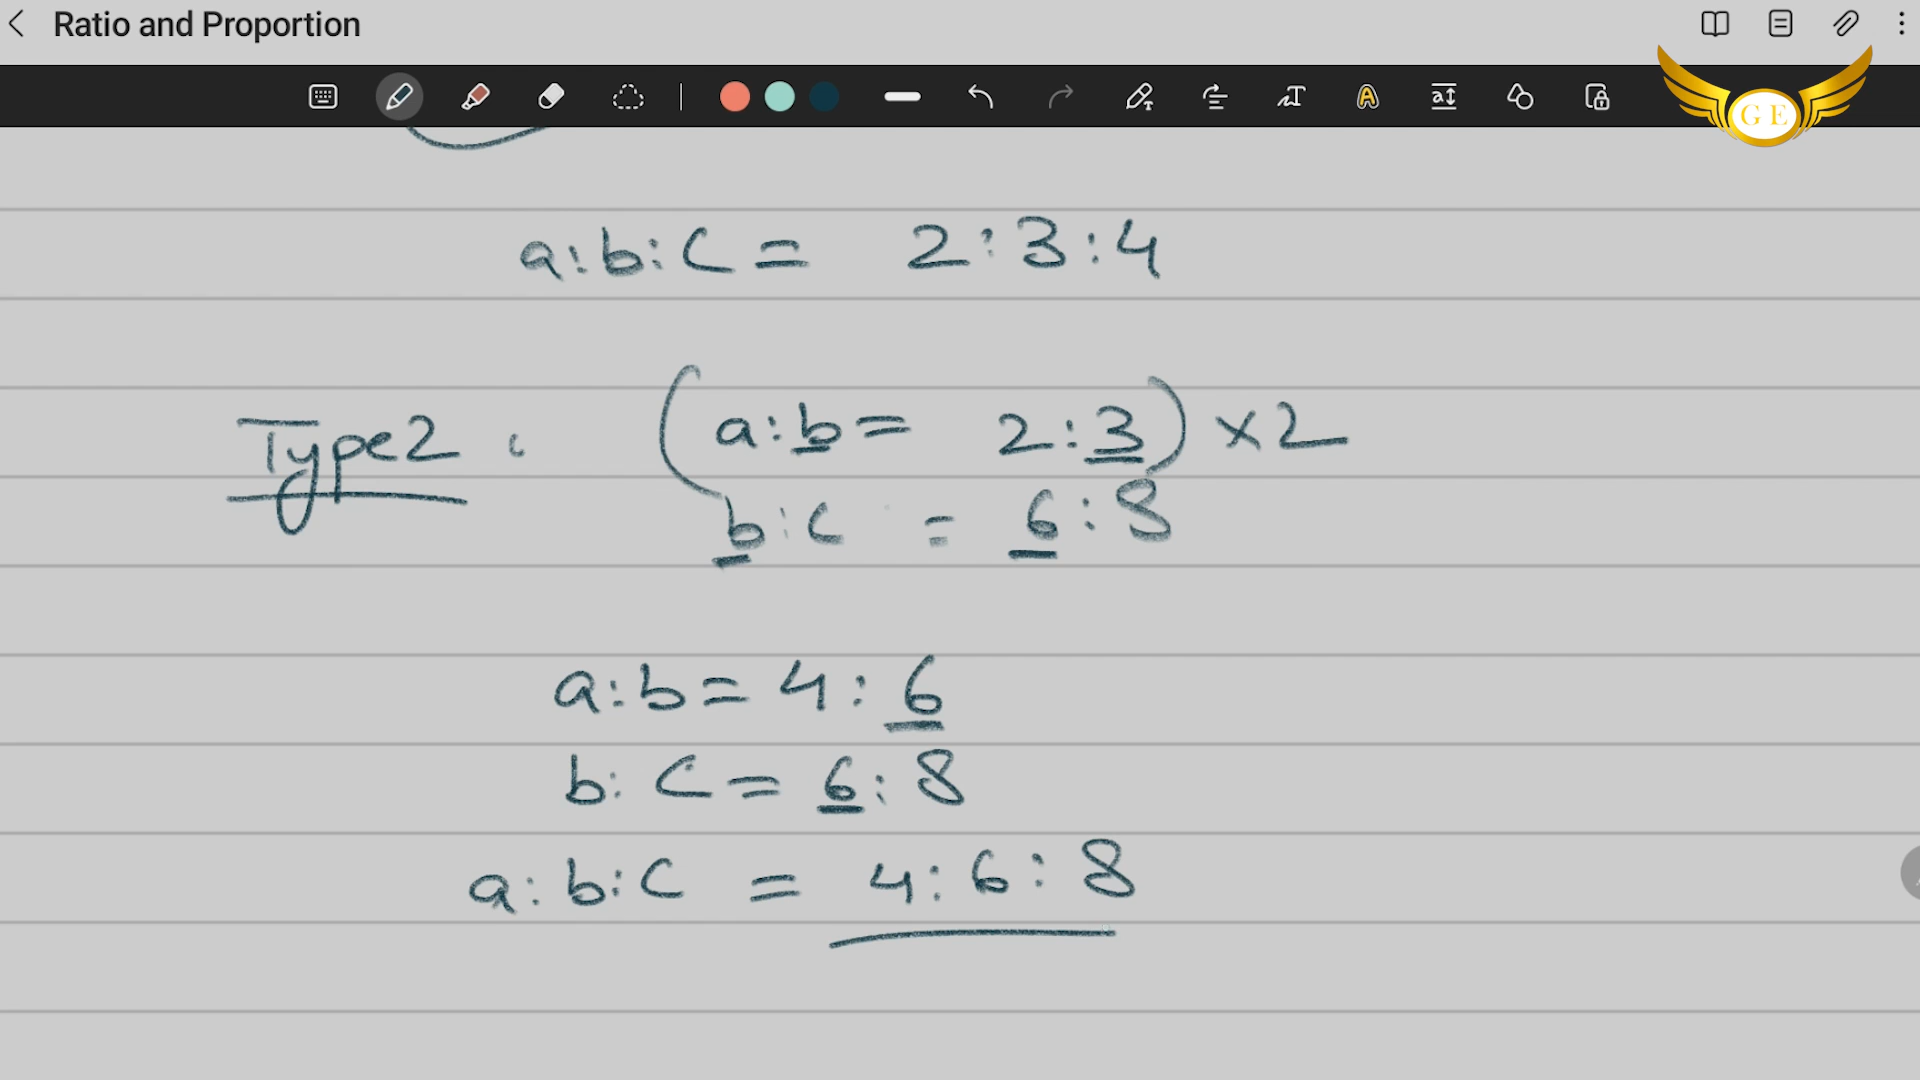 Ratio and Proportion
G E
a:b:c = 2:3:4
Type2 :
(a:b = 2:3) ×2
b:c = 6:8
a:b = 4:6
b:c = 6:8
a:b:c = 4:6:8